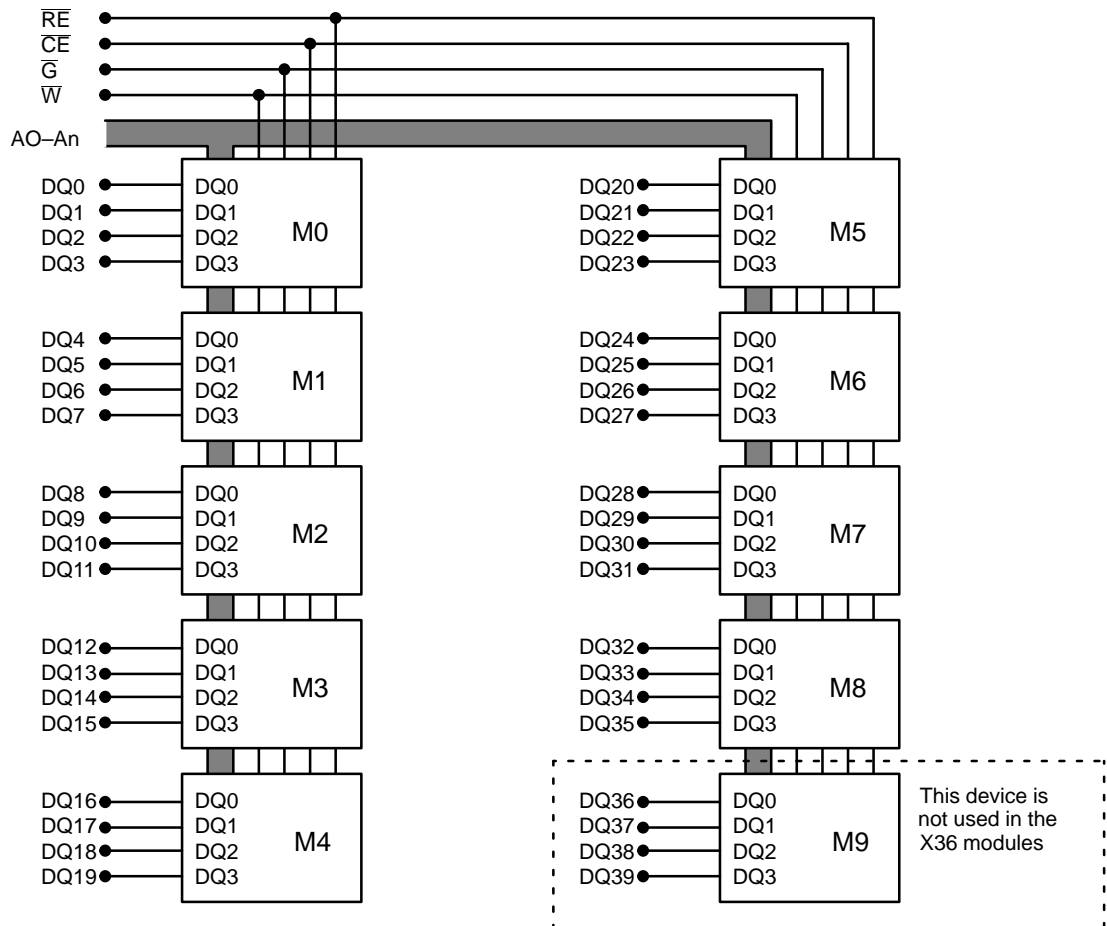 RE
CE
G
W
AO–An
DQ0
DQ1
DQ2
DQ3
DQ0
DQ1
DQ2
DQ3
M0
DQ20
DQ21
DQ22
DQ23
DQ0
DQ1
DQ2
DQ3
M5
DQ4
DQ5
DQ6
DQ7
DQ0
DQ1
DQ2
DQ3
M1
DQ24
DQ25
DQ26
DQ27
DQ0
DQ1
DQ2
DQ3
M6
DQ8
DQ9
DQ10
DQ11
DQ0
DQ1
DQ2
DQ3
M2
DQ28
DQ29
DQ30
DQ31
DQ0
DQ1
DQ2
DQ3
M7
DQ12
DQ13
DQ14
DQ15
DQ0
DQ1
DQ2
DQ3
M3
DQ32
DQ33
DQ34
DQ35
DQ0
DQ1
DQ2
DQ3
M8
DQ16
DQ17
DQ18
DQ19
DQ0
DQ1
DQ2
DQ3
M4
DQ36
DQ37
DQ38
DQ39
DQ0
DQ1
DQ2
DQ3
M9
This device is
not used in the
X36 modules